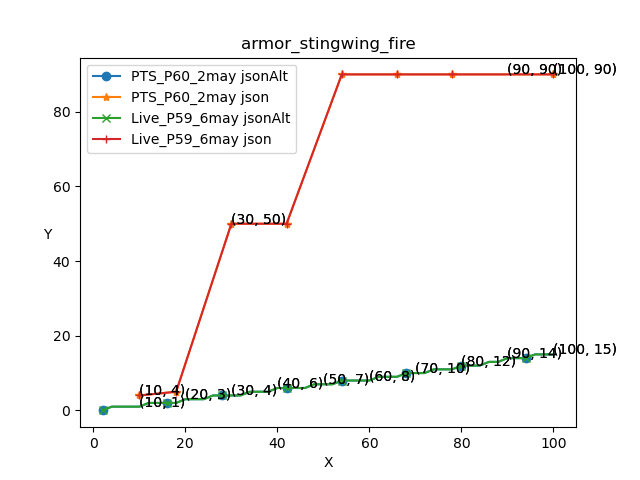 armor_stingwing_fire
PTS_P60_2may jsonAlt
PTS_P60_2may json
Live_P59_6may jsonAlt
Live_P59_6may json
(90, 90)
(100, 90)
(30, 50)
(10, 4)
(10, 1)
(20, 3)
(30, 4)
(40, 6)
(50, 7)
(60, 8)
(70, 10)
(80, 12)
(90, 14)
(100, 15)
Y
80
60
40
20
0
0 20 40 60 80 100
X